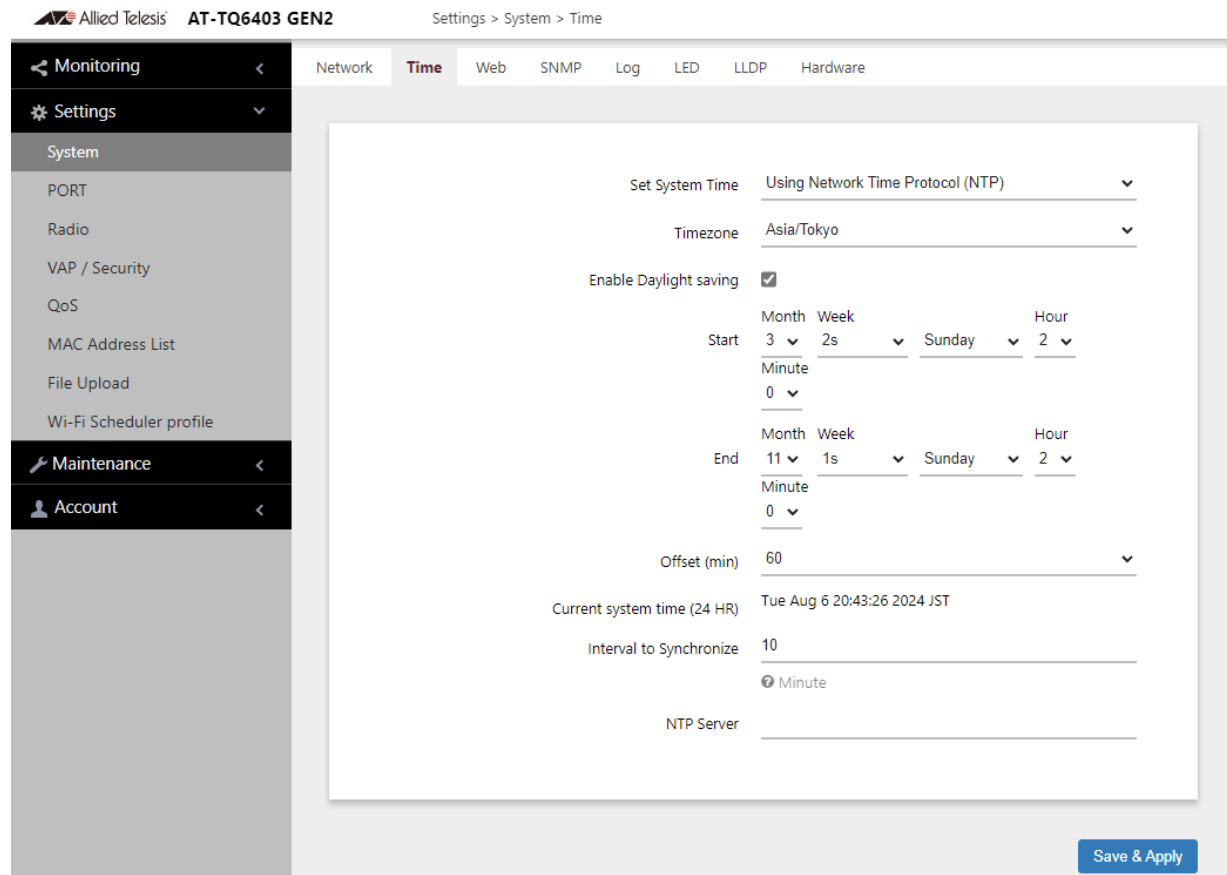 Allied Telesis AT-TQ6403 GEN2 Settings > System > Time
Monitoring
Network Time Web SNMP Log LED LLDP Hardware
Settings
System
PORT
Radio
VAP / Security
QoS
MAC Address List
File Upload
Wi-Fi Scheduler profile
Maintenance
Account
Set System Time Using Network Time Protocol (NTP)
Timezone Asia/Tokyo
Enable Daylight saving
Month Week Hour
Start 3 2s Sunday 2
Minute
0
Month Week Hour
End 11 1s Sunday 2
Minute
0
Offset (min) 60
Current system time (24 HR) Tue Aug 6 20:43:26 2024 JST
Interval to Synchronize 10
Minute
NTP Server
Save & Apply